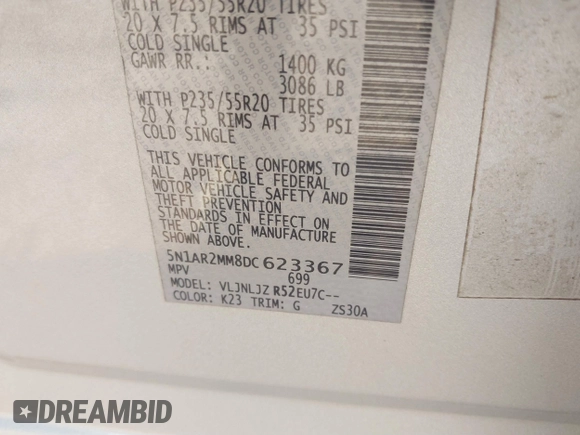 WITH P235/55R20 TIRES
20 X 7.5 RIMS AT 35 PSI
COLD SINGLE
GAWR RR.: 1400 KG
3086 LB
WITH P235/55R20 TIRES
20 X 7.5 RIMS AT 35 PSI
COLD SINGLE
THIS VEHICLE CONFORMS TO
ALL APPLICABLE FEDERAL
MOTOR VEHICLE SAFETY AND
THEFT PREVENTION
STANDARDS IN EFFECT ON
THE DATE OF MANUFACTURE
SHOWN ABOVE.
5N1AR2MM8DC623367
MPV 699
MODEL: VLJNLJZ R52EU7C--
COLOR: K23 TRIM: G ZS30A
DREAMBID